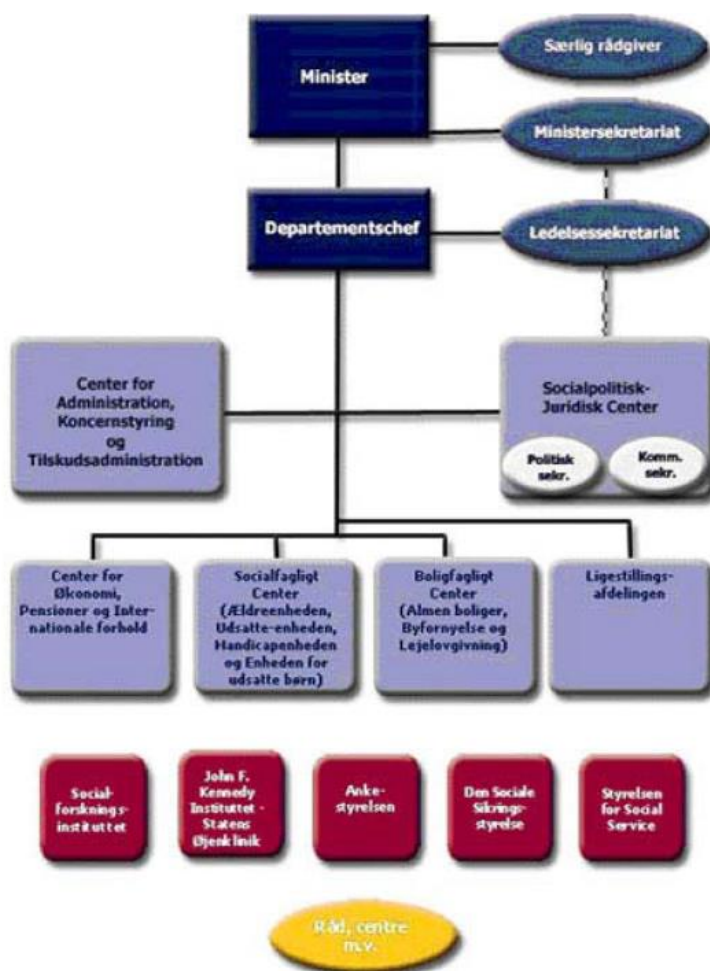 Minister
Særlig rådgiver
Ministersekretariat
Departementschef
Ledelsessekretariat
Center for
Administration,
Koncernstyring
og
Tilskudsadministration
Socialpolitisk-
Juridisk Center
Politisk
sekr.
Komm.
sekr.
Center for
Økonomi,
Pensioner og Inter-
nationale forhold
Socialfagligt
Center
(Ældreenheden,
Udsatte-enheden,
Handicapenheden
og Enheden for
udsatte børn)
Boligfagligt
Center
(Almen boliger,
Byfornyelse og
Lejelovgivning)
Ligestillings-
afdelingen
Social-
forsknings-
instituttet
John F.
Kennedy
Instituttet -
Statens
Øjenklinik
Anke-
styrelsen
Den Sociale
Sikrings-
styrelse
Styrelsen
for Social
Service
Råd, centre
m.v.